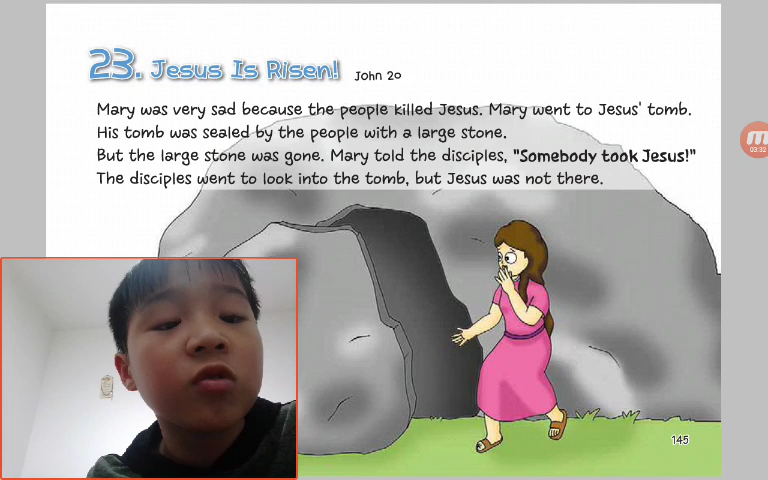 23. Jesus Is Risen! John 20
Mary was very sad because the people killed Jesus. Mary went to Jesus' tomb.
His tomb was sealed by the people with a large stone.
But the large stone was gone. Mary told the disciples, "Somebody took Jesus!"
The disciples went to look into the tomb, but Jesus was not there.
145
03:32